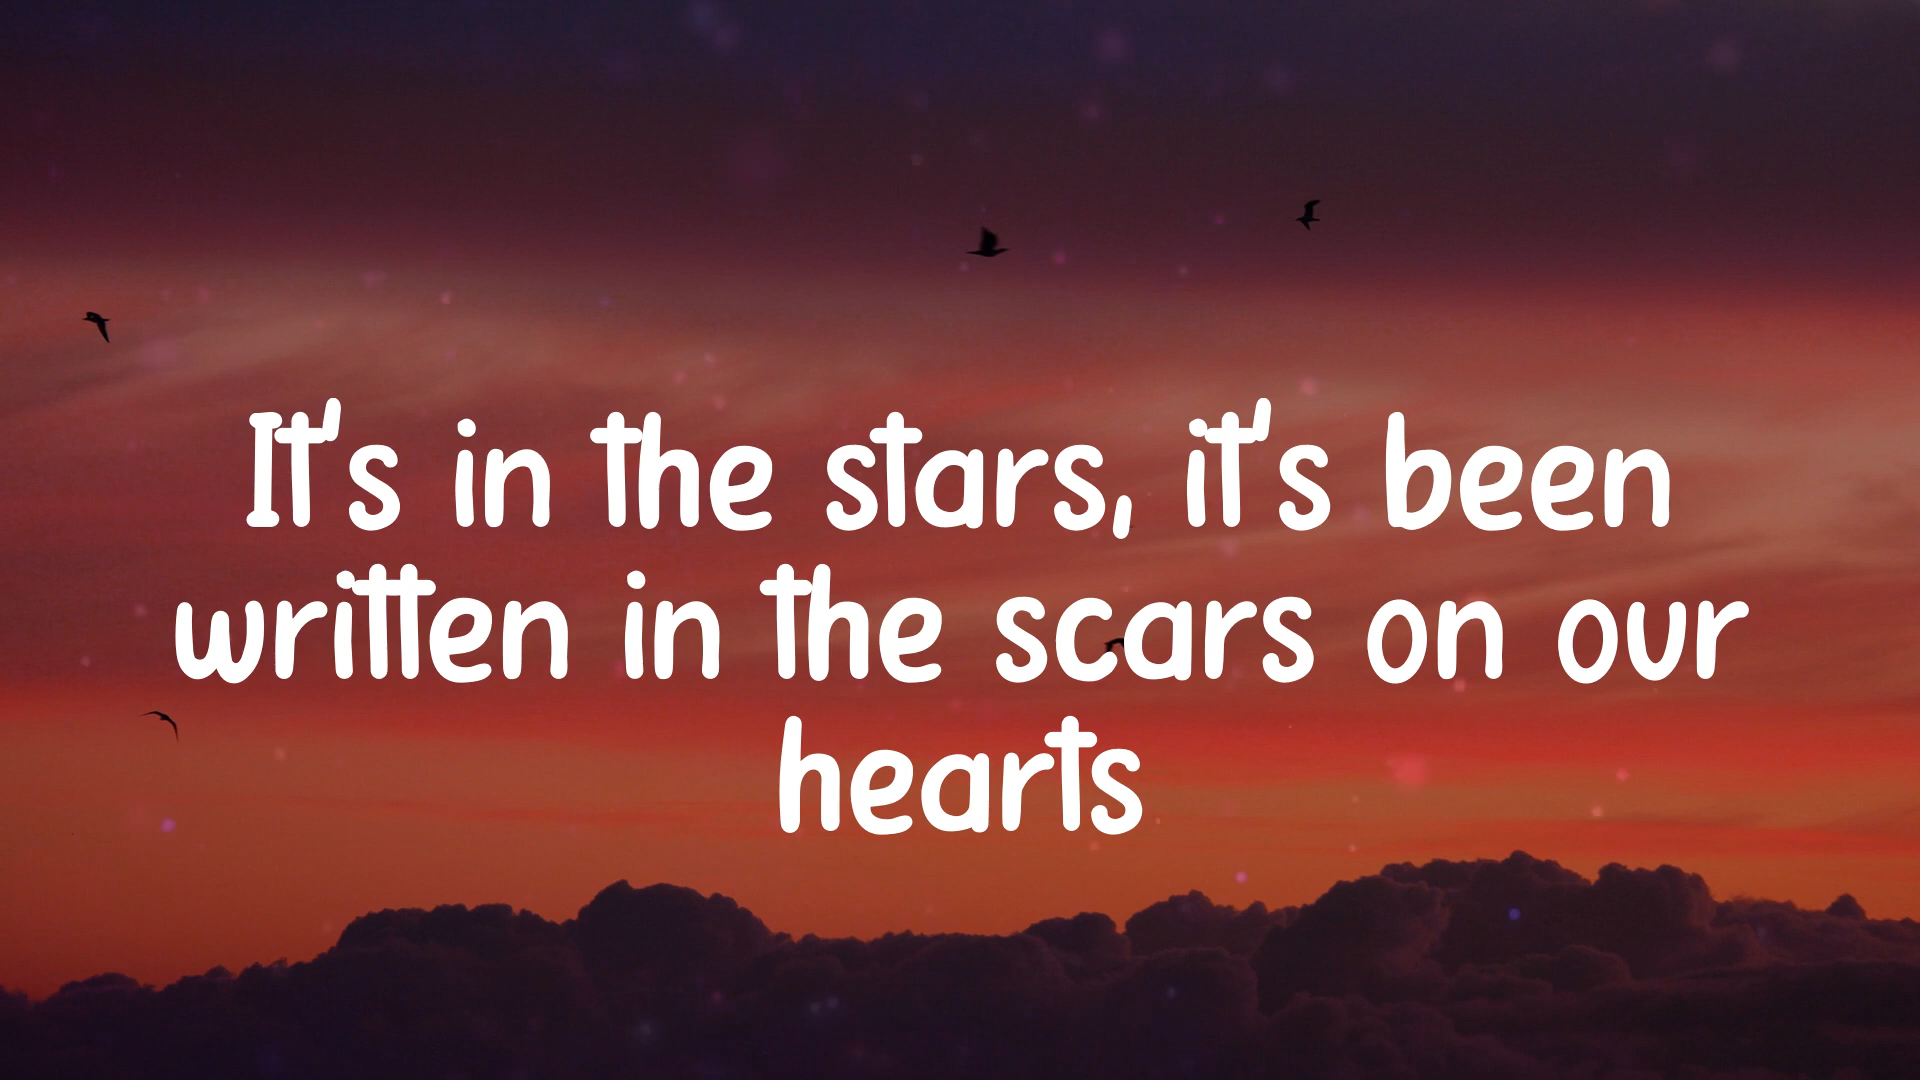 It's in the stars, it's been
written in the scars on our
hearts